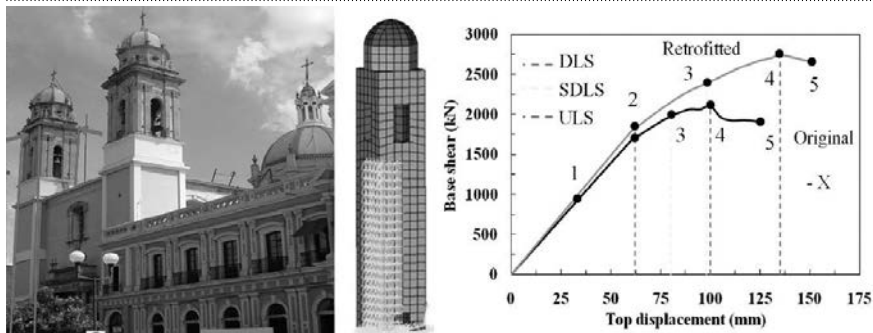 3000
2500
2000
1500
1000
500
0
Base shear (kN)
DLS
SDLS
ULS
Retrofitted
1
2
3
4
5
3
4
5
Original
- X
0 25 50 75 100 125 150 175
Top displacement (mm)